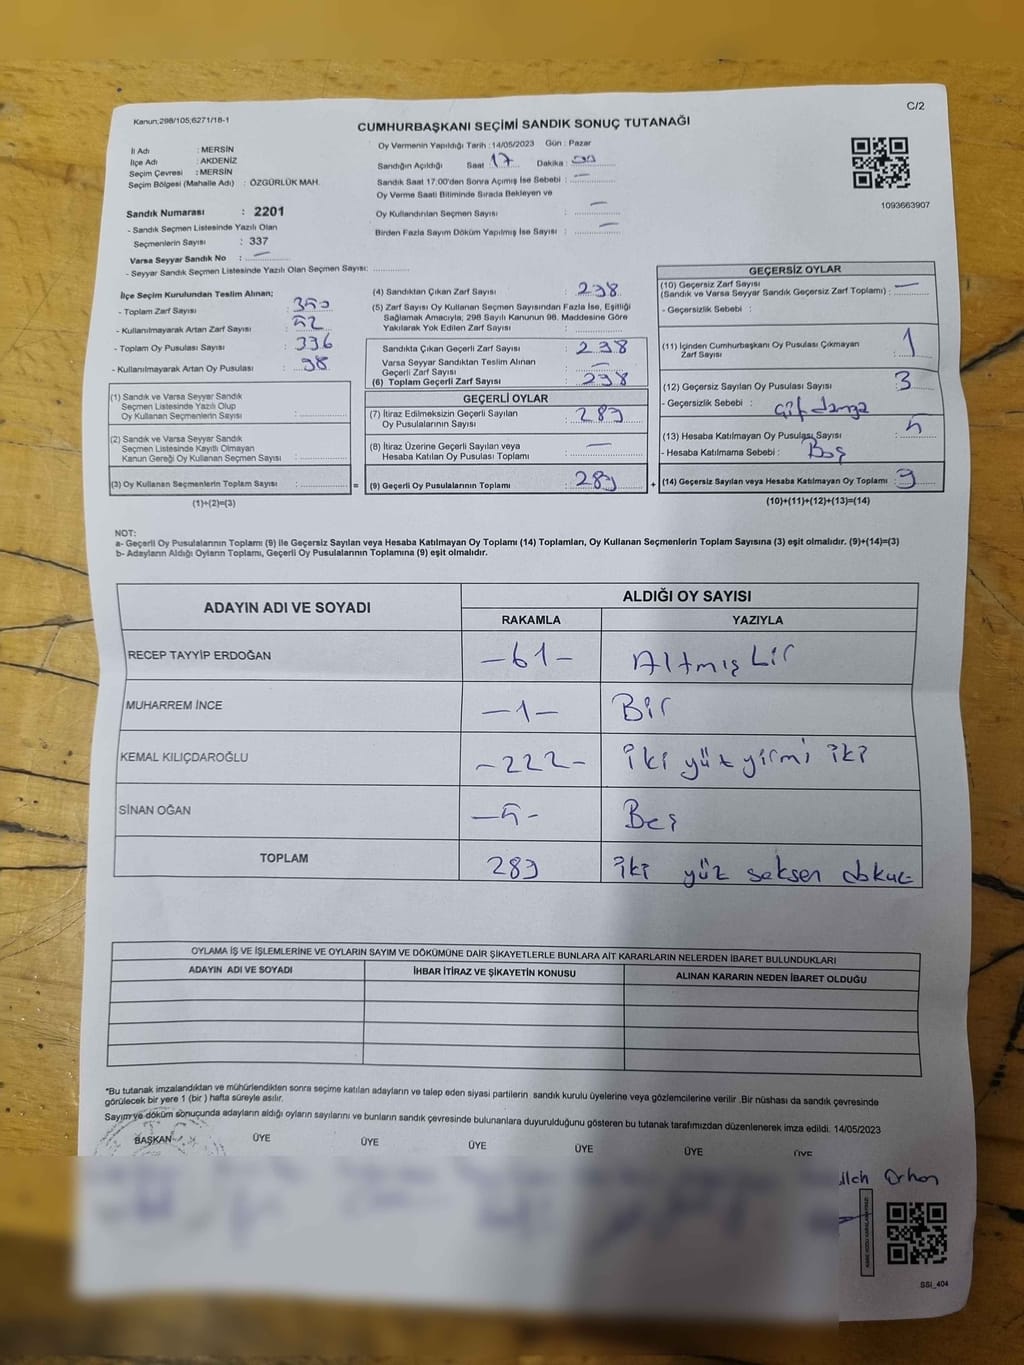 Kanun;298/105,6271/18-1
C/2
CUMHURBAŞKANI SEÇİMİ SANDIK SONUÇ TUTANAĞI
İl Adı : MERSİN
İlçe Adı : AKDENİZ
Seçim Çevresi : MERSİN
Seçim Bölgesi (Mahalle Adı) : ÖZGÜRLÜK MAH.
Oy Vermenin Yapıldığı Tarih : 14/05/2023 Gün : Pazar
Sandığın Açıldığı Saat : 17 Dakika : 00
Sandık Saat 17:00'den Sonra Açımış İse Sebebi : —
Oy Verme Saati Bitiminde Sırada Bekleyen ve
Oy Kullandırılan Seçmen Sayısı : —
Birden Fazla Sayım Döküm Yapılmış İse Sayısı : —
1093663907
Sandık Numarası : 2201
- Sandık Seçmen Listesinde Yazılı Olan
Seçmenlerin Sayısı : 337
Varsa Seyyar Sandık No : —
- Seyyar Sandık Seçmen Listesinde Yazılı Olan Seçmen Sayısı:
İlçe Seçim Kurulundan Teslim Alınan;
- Toplam Zarf Sayısı : 350
- Kullanılmayarak Artan Zarf Sayısı : 52
- Toplam Oy Pusulası Sayısı : 336
- Kullanılmayarak Artan Oy Pusulası : 38
(1) Sandık ve Varsa Seyyar Sandık
Seçmen Listesinde Yazılı Olup
Oy Kullanan Seçmenlerin Sayısı :
(2) Sandık ve Varsa Seyyar Sandık
Seçmen Listesinde Kayıtlı Olmayan
Kanun Gereği Oy Kullanan Seçmen Sayısı :
(3) Oy Kullanan Seçmenlerin Toplam Sayısı :
(1)+(2)=(3)
(4) Sandıktan Çıkan Zarf Sayısı : 298
(5) Zarf Sayısı Oy Kullanan Seçmen Sayısından Fazla İse, Eşitliği
Sağlamak Amacıyla; 298 Sayılı Kanunun 98. Maddesine Göre
Yakılarak Yok Edilen Zarf Sayısı :
Sandıkta Çıkan Geçerli Zarf Sayısı : 298
Varsa Seyyar Sandıktan Teslim Alınan
Geçerli Zarf Sayısı : —
(6) Toplam Geçerli Zarf Sayısı : 298
GEÇERLİ OYLAR
(7) İtiraz Edilmeksizin Geçerli Sayılan
Oy Pusulalarının Sayısı : 289
(8) İtiraz Üzerine Geçerli Sayılan veya
Hesaba Katılan Oy Pusulası Toplamı : —
= (9) Geçerli Oy Pusulalarının Toplamı : 289
GEÇERSİZ OYLAR
(10) Geçersiz Zarf Sayısı
(Sandık ve Varsa Seyyar Sandık Geçersiz Zarf Toplamı) : —
- Geçersizlik Sebebi :
(11) İçinden Cumhurbaşkanı Oy Pusulası Çıkmayan
Zarf Sayısı : 1
(12) Geçersiz Sayılan Oy Pusulası Sayısı : 3
- Geçersizlik Sebebi : Çift damga
(13) Hesaba Katılmayan Oy Pusulası Sayısı : 5
- Hesaba Katılmama Sebebi : Boş
+ (14) Geçersiz Sayılan veya Hesaba Katılmayan Oy Toplamı : 9
(10)+(11)+(12)+(13)=(14)
NOT:
a- Geçerli Oy Pusulalarının Toplamı (9) ile Geçersiz Sayılan veya Hesaba Katılmayan Oy Toplamı (14) Toplamları, Oy Kullanan Seçmenlerin Toplam Sayısına (3) eşit olmalıdır. (9)+(14)=(3)
b- Adayların Aldığı Oyların Toplamı, Geçerli Oy Pusulalarının Toplamına (9) eşit olmalıdır.
ADAYIN ADI VE SOYADI
ALDIĞI OY SAYISI
RAKAMLA YAZIYLA
RECEP TAYYİP ERDOĞAN –61– Altmış bir
MUHARREM İNCE –1– Bir
KEMAL KILIÇDAROĞLU –222– iki yüz yirmi iki
SİNAN OĞAN –5– Beş
TOPLAM 289 iki yüz seksen dokuz
OYLAMA İŞ VE İŞLEMLERİNE VE OYLARIN SAYIM VE DÖKÜMÜNE DAİR ŞİKAYETLERLE BUNLARA AİT KARARLARIN NELERDEN İBARET BULUNDUKLARI
ADAYIN ADI VE SOYADI İHBAR İTİRAZ VE ŞİKAYETİN KONUSU ALINAN KARARIN NEDEN İBARET OLDUĞU
*Bu tutanak imzalandıktan ve mühürlendikten sonra seçime katılan adayların ve talep eden siyasi partilerin sandık kurulu üyelerine veya gözlemcilerine verilir .Bir nüshası da sandık çevresinde
görülecek bir yere 1 (bir ) hafta süreyle asılır.
Sayım ve döküm sonucunda adayların aldığı oyların sayılarını ve bunların sandık çevresinde bulunanlara duyurulduğunu gösteren bu tutanak tarafımızdan düzenlenerek imza edildi. 14/05/2023
BAŞKAN ÜYE ÜYE ÜYE ÜYE ÜYE ÜYE
Orhan
SSI_404